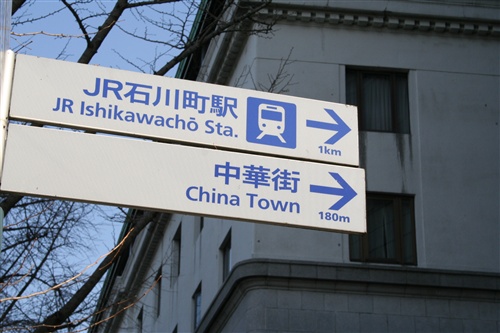 JR石川町駅
JR Ishikawachō Sta.
1km
中華街
China Town
180m